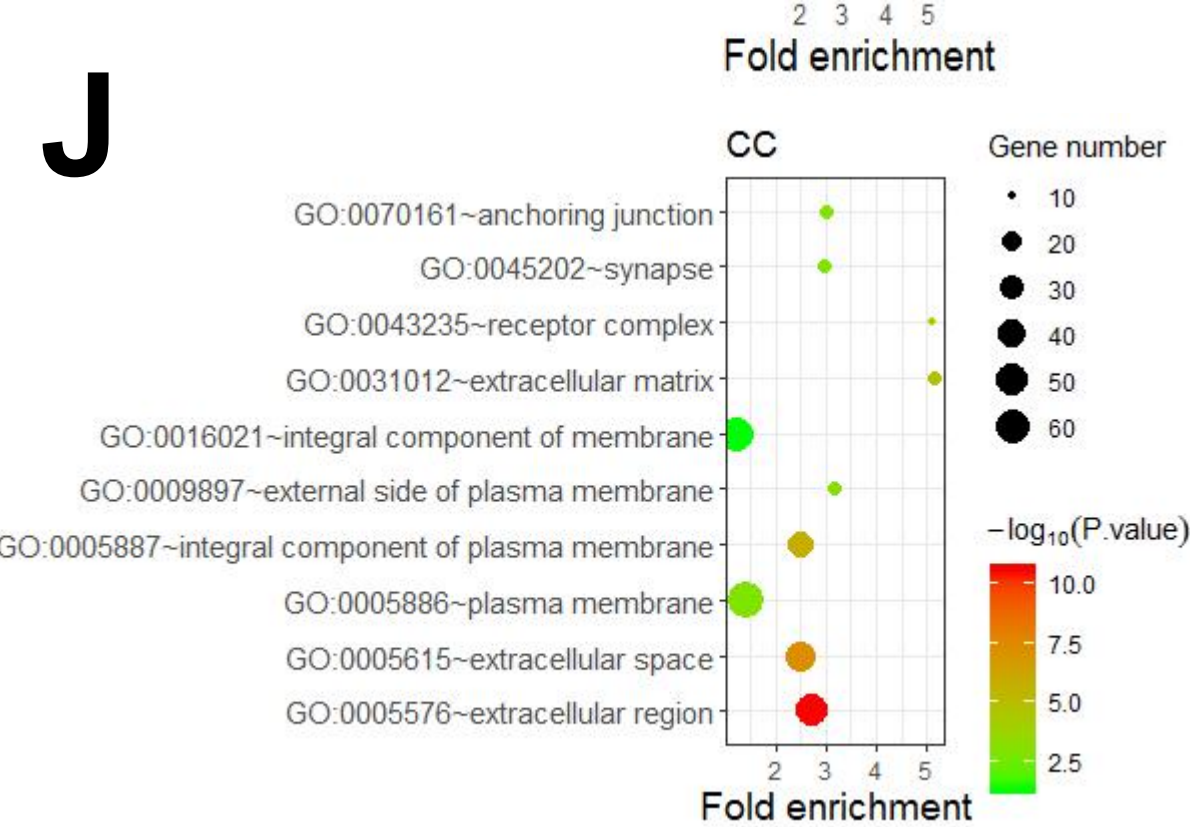 2 3 4 5
Fold enrichment
J
CC
GO:0070161~anchoring junction
GO:0045202~synapse
GO:0043235~receptor complex
GO:0031012~extracellular matrix
GO:0016021~integral component of membrane
GO:0009897~external side of plasma membrane
GO:0005887~integral component of plasma membrane
GO:0005886~plasma membrane
GO:0005615~extracellular space
GO:0005576~extracellular region
2 3 4 5
Fold enrichment
Gene number
10
20
30
40
50
60
−log₁₀(P.value)
10.0
7.5
5.0
2.5